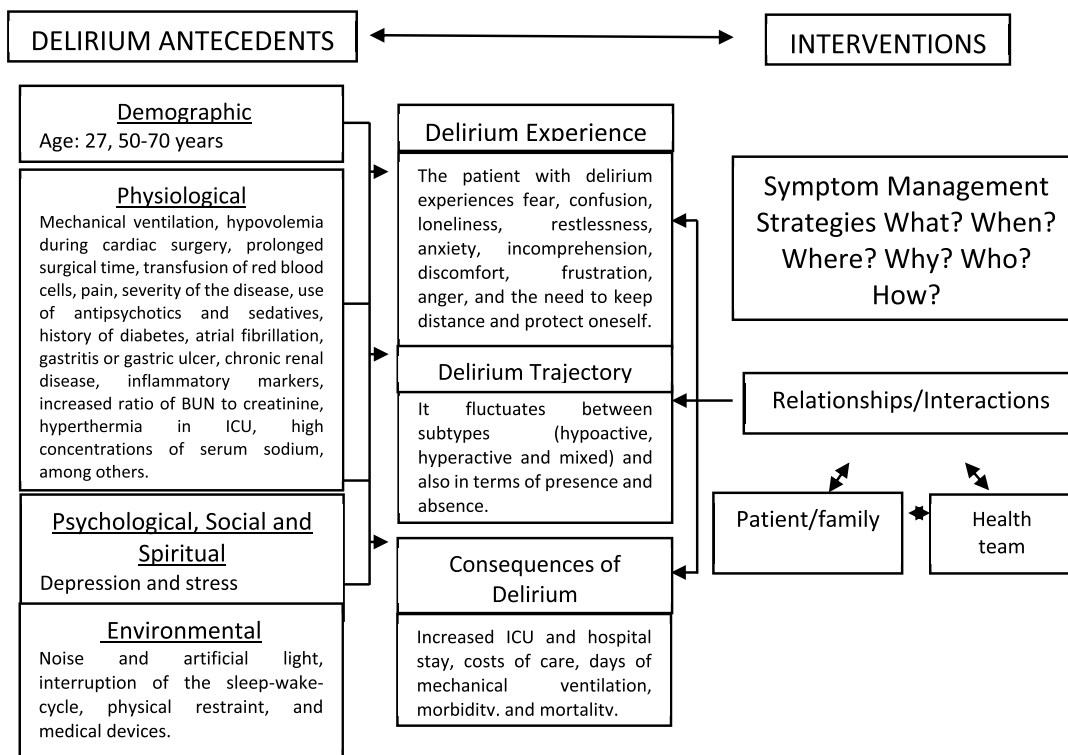 DELIRIUM ANTECEDENTS
INTERVENTIONS
Demographic
Age: 27, 50-70 years
Physiological
Mechanical ventilation, hypovolemia
during cardiac surgery, prolonged
surgical time, transfusion of red blood
cells, pain, severity of the disease, use
of antipsychotics and sedatives,
history of diabetes, atrial fibrillation,
gastritis or gastric ulcer, chronic renal
disease, inflammatory markers,
increased ratio of BUN to creatinine,
hyperthermia in ICU, high
concentrations of serum sodium,
among others.
Psychological, Social and
Spiritual
Depression and stress
Environmental
Noise and artificial light,
interruption of the sleep-wake-
cycle, physical restraint, and
medical devices.
Delirium Experience
The patient with delirium
experiences fear, confusion,
loneliness, restlessness,
anxiety, incomprehension,
discomfort, frustration,
anger, and the need to keep
distance and protect oneself.
Delirium Trajectory
It fluctuates between
subtypes (hypoactive,
hyperactive and mixed) and
also in terms of presence and
absence.
Consequences of
Delirium
Increased ICU and hospital
stay, costs of care, days of
mechanical ventilation,
morbidity, and mortality.
Symptom Management
Strategies What? When?
Where? Why? Who?
How?
Relationships/Interactions
Patient/family
Health
team